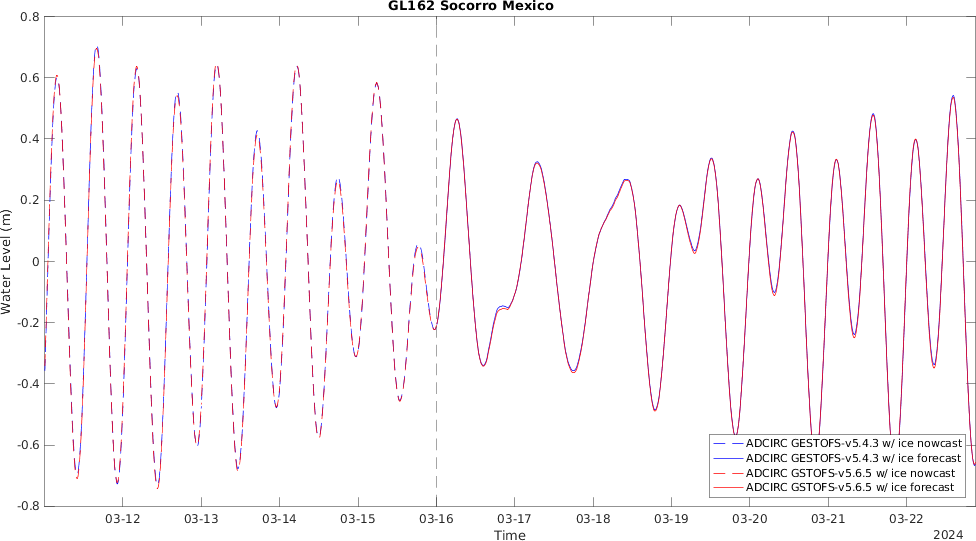 GL162 Socorro Mexico
0.8
0.6
0.4
0.2
0
-0.2
-0.4
-0.6
-0.8
Water Level (m)
ADCIRC GESTOFS-v5.4.3 w/ ice nowcast
ADCIRC GESTOFS-v5.4.3 w/ ice forecast
ADCIRC GSTOFS-v5.6.5 w/ ice nowcast
ADCIRC GSTOFS-v5.6.5 w/ ice forecast
03-12 03-13 03-14 03-15 03-16 03-17 03-18 03-19 03-20 03-21 03-22
Time
2024